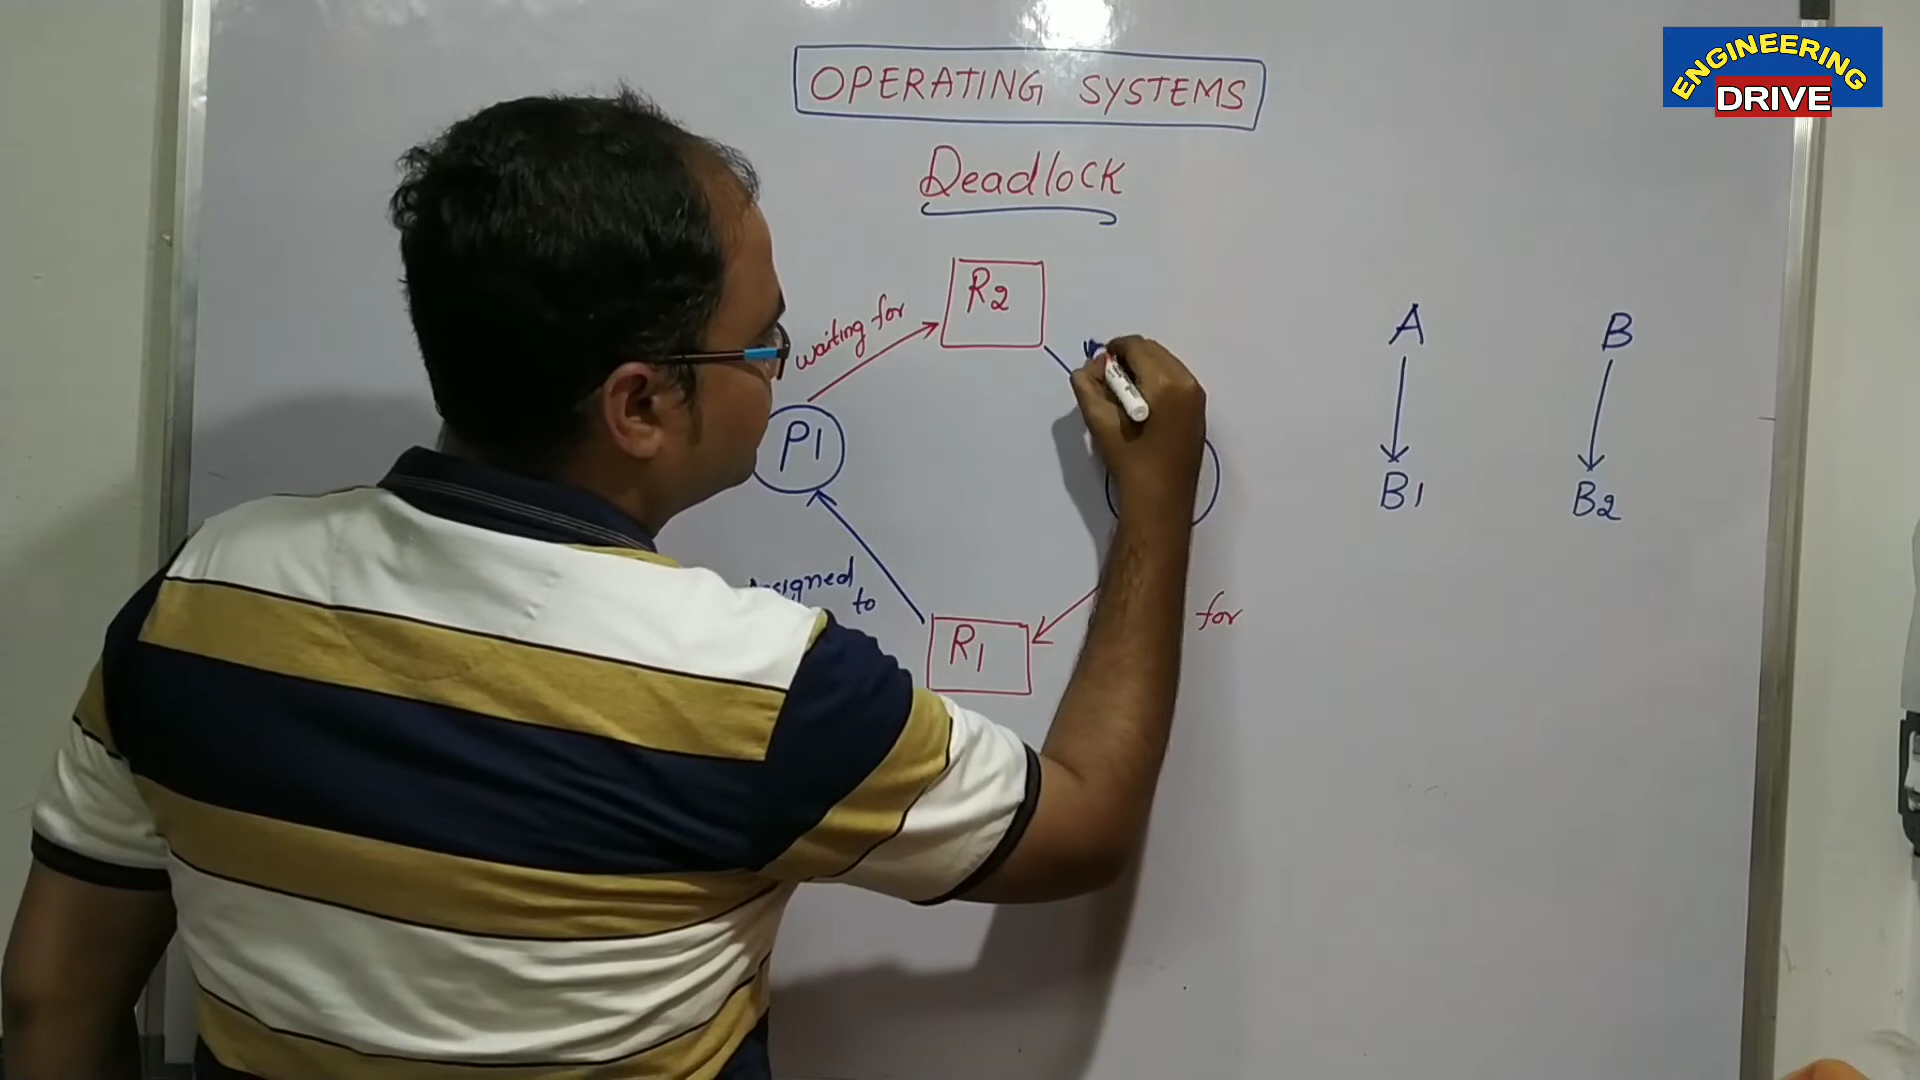 ENGINEERING
DRIVE
OPERATING SYSTEMS
Deadlock
R2
waiting for
A
B
P1
B1
B2
to
for
R1